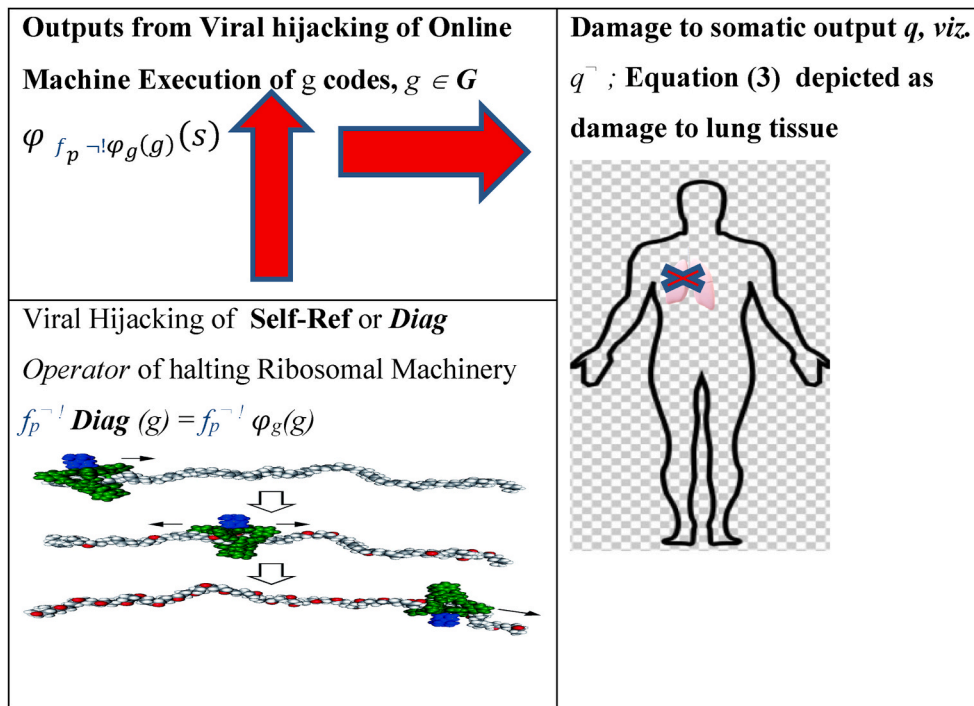 Outputs from Viral hijacking of Online
Machine Execution of g codes, g ∈ G
φ f_p ¬!φ_g(g) (s)
Viral Hijacking of Self-Ref or Diag
Operator of halting Ribosomal Machinery
f_p^¬! Diag (g) = f_p^¬! φ_g(g)
Damage to somatic output q, viz.
q^¬ ; Equation (3) depicted as
damage to lung tissue